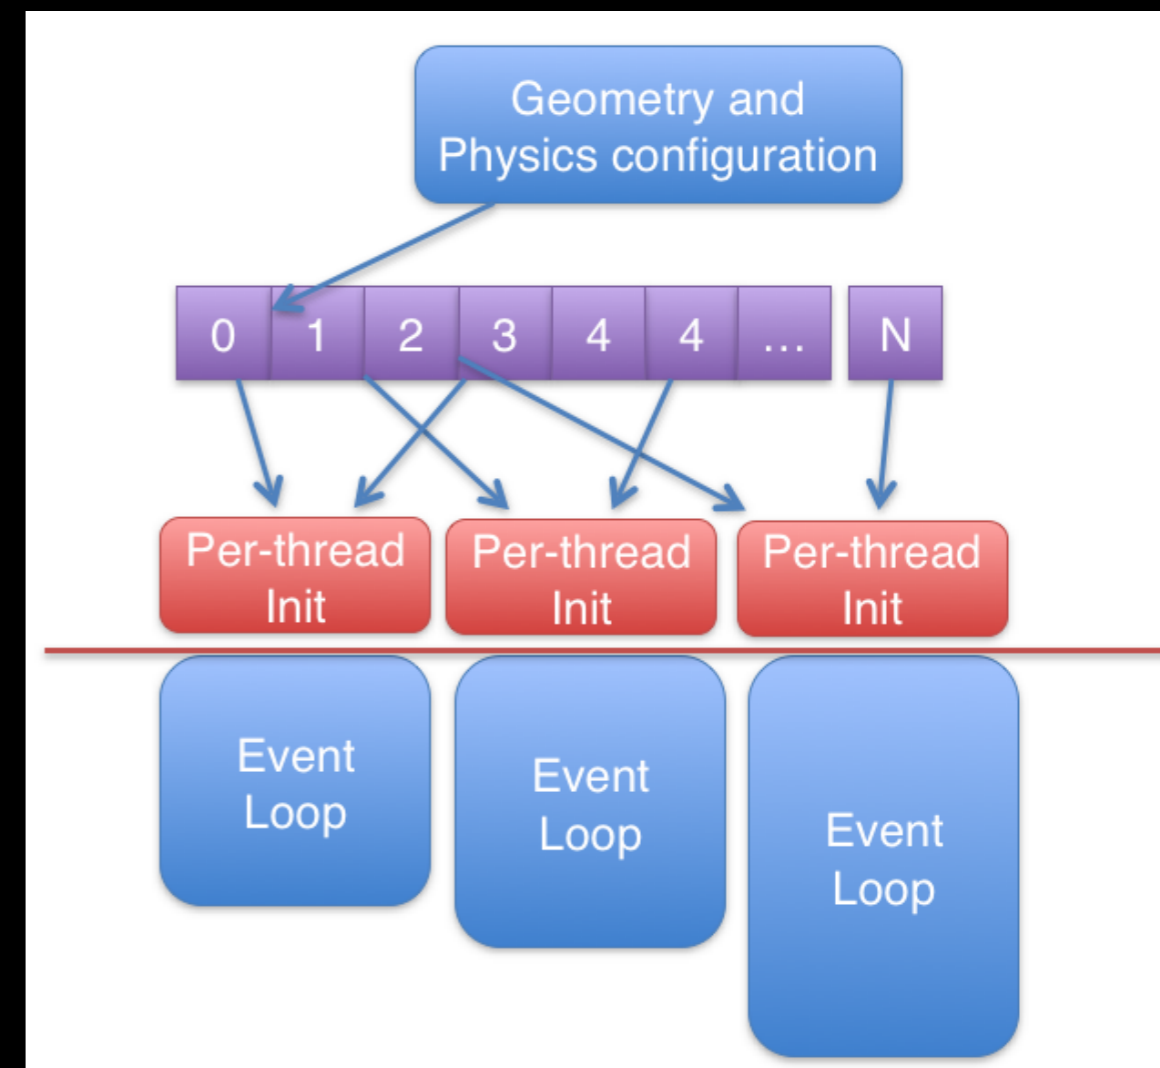 Geometry and
Physics configuration
0 1 2 3 4 4 ... N
Per-thread
Init
Per-thread
Init
Per-thread
Init
Event
Loop
Event
Loop
Event
Loop